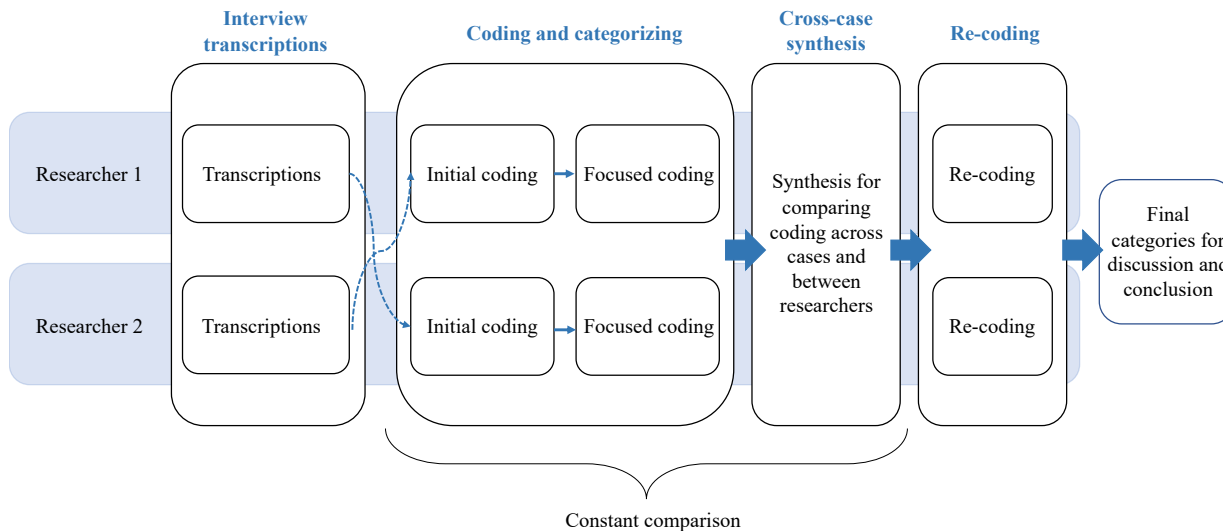 Interview
transcriptions
Coding and categorizing
Cross-case
synthesis
Re-coding
Researcher 1
Transcriptions
Initial coding
Focused coding
Re-coding
Synthesis for
comparing
coding across
cases and
between
researchers
Final
categories for
discussion and
conclusion
Researcher 2
Transcriptions
Initial coding
Focused coding
Re-coding
Constant comparison